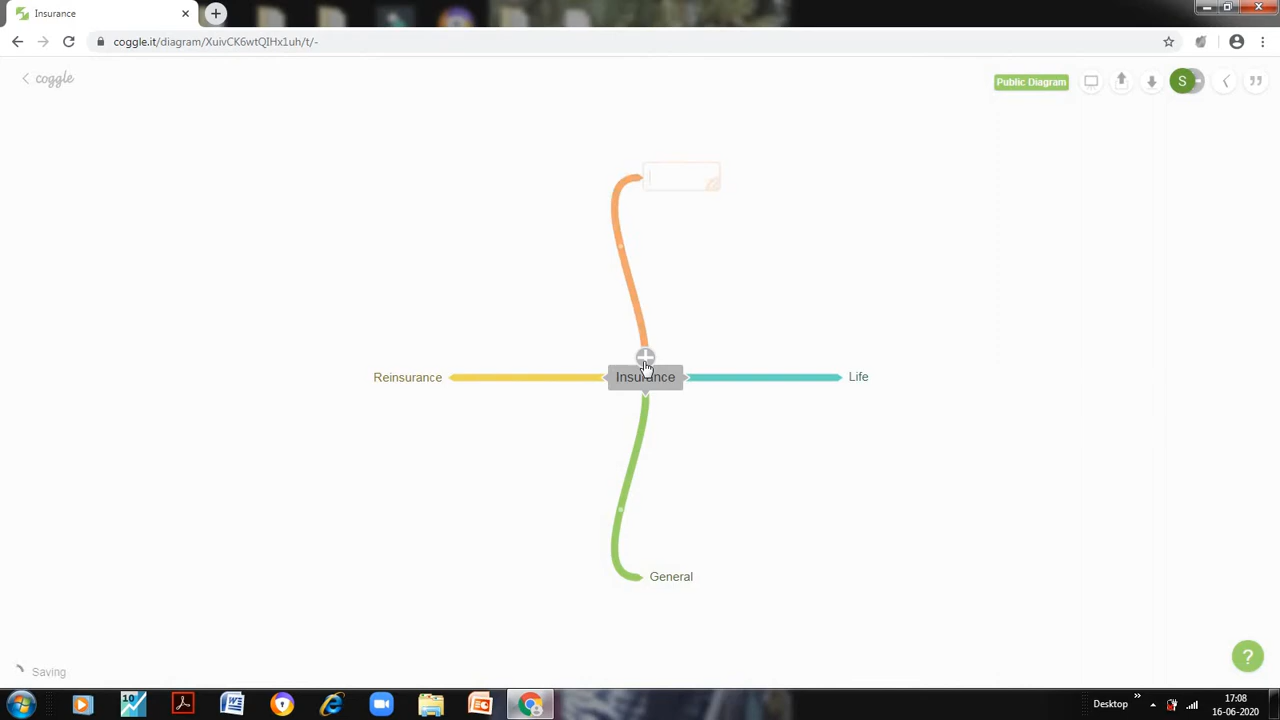 Insurance
coggle.it/diagram/XuivCK6wtQIHx1uh/t/-
coggle
Public Diagram
S
Reinsurance
Insurance
Life
General
Saving
?
10
Desktop
17:08
16-06-2020